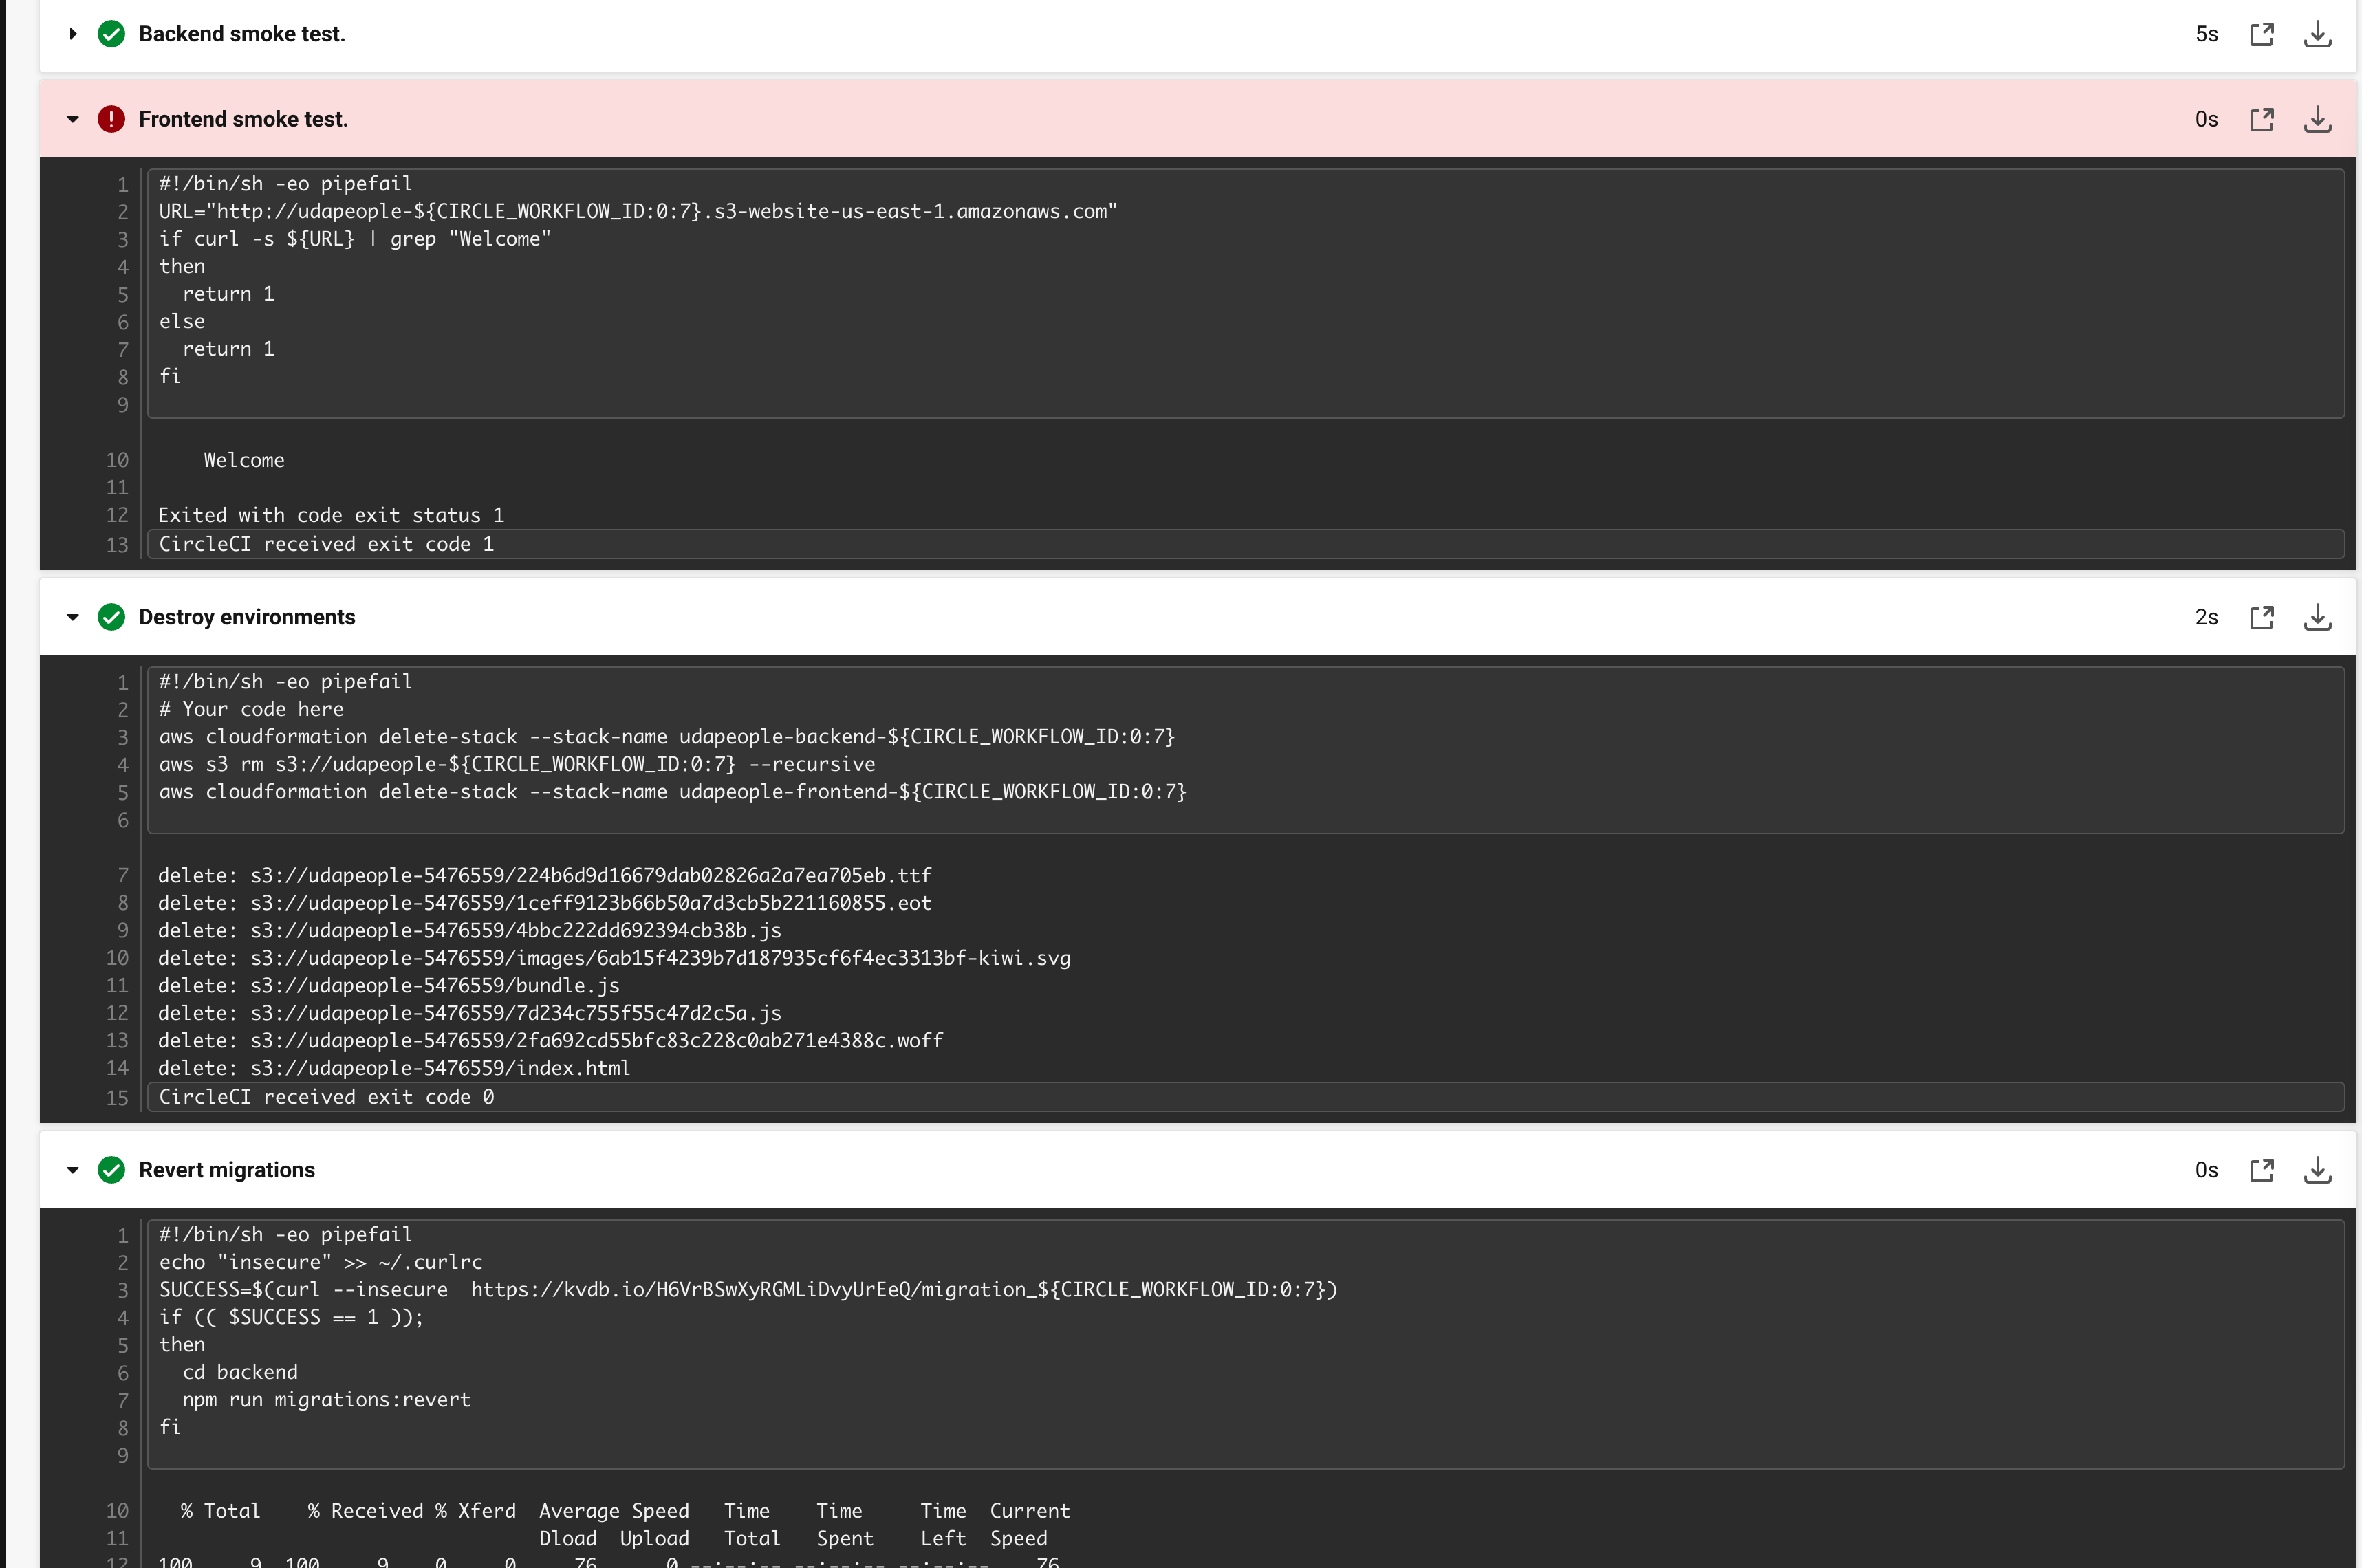 Backend smoke test. 5s
Frontend smoke test. 0s
1 #!/bin/sh -eo pipefail
2 URL="http://udapeople-${CIRCLE_WORKFLOW_ID:0:7}.s3-website-us-east-1.amazonaws.com"
3 if curl -s ${URL} | grep "Welcome"
4 then
5 return 1
6 else
7 return 1
8 fi
9
10 Welcome
11
12 Exited with code exit status 1
13 CircleCI received exit code 1
Destroy environments 2s
1 #!/bin/sh -eo pipefail
2 # Your code here
3 aws cloudformation delete-stack --stack-name udapeople-backend-${CIRCLE_WORKFLOW_ID:0:7}
4 aws s3 rm s3://udapeople-${CIRCLE_WORKFLOW_ID:0:7} --recursive
5 aws cloudformation delete-stack --stack-name udapeople-frontend-${CIRCLE_WORKFLOW_ID:0:7}
6
7 delete: s3://udapeople-5476559/224b6d9d16679dab02826a2a7ea705eb.ttf
8 delete: s3://udapeople-5476559/1ceff9123b66b50a7d3cb5b221160855.eot
9 delete: s3://udapeople-5476559/4bbc222dd692394cb38b.js
10 delete: s3://udapeople-5476559/images/6ab15f4239b7d187935cf6f4ec3313bf-kiwi.svg
11 delete: s3://udapeople-5476559/bundle.js
12 delete: s3://udapeople-5476559/7d234c755f55c47d2c5a.js
13 delete: s3://udapeople-5476559/2fa692cd55bfc83c228c0ab271e4388c.woff
14 delete: s3://udapeople-5476559/index.html
15 CircleCI received exit code 0
Revert migrations 0s
1 #!/bin/sh -eo pipefail
2 echo "insecure" >> ~/.curlrc
3 SUCCESS=$(curl --insecure  https://kvdb.io/H6VrBSwXyRGMLiDvyUrEeQ/migration_${CIRCLE_WORKFLOW_ID:0:7})
4 if (( $SUCCESS == 1 ));
5 then
6 cd backend
7 npm run migrations:revert
8 fi
9
10 % Total % Received % Xferd Average Speed Time Time Time Current
11 Dload Upload Total Spent Left Speed
12 100 9 100 9 0 0 76 0 --:--:-- --:--:-- --:--:-- 76